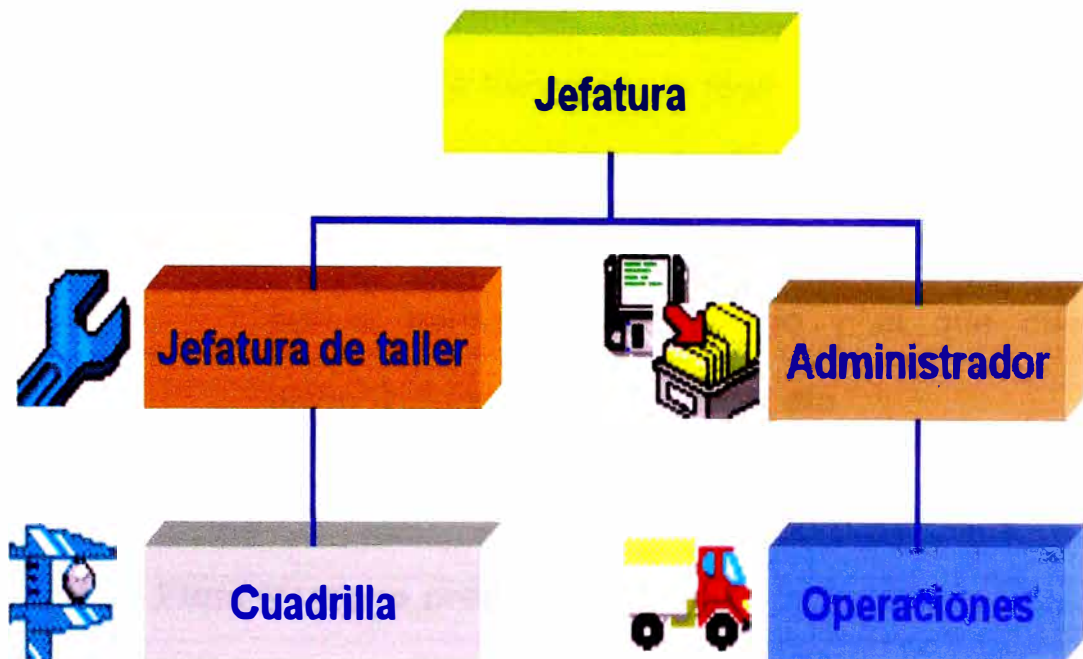 Jefatura
Jefatura de taller
Administrador
Cuadrilla
Operaciones